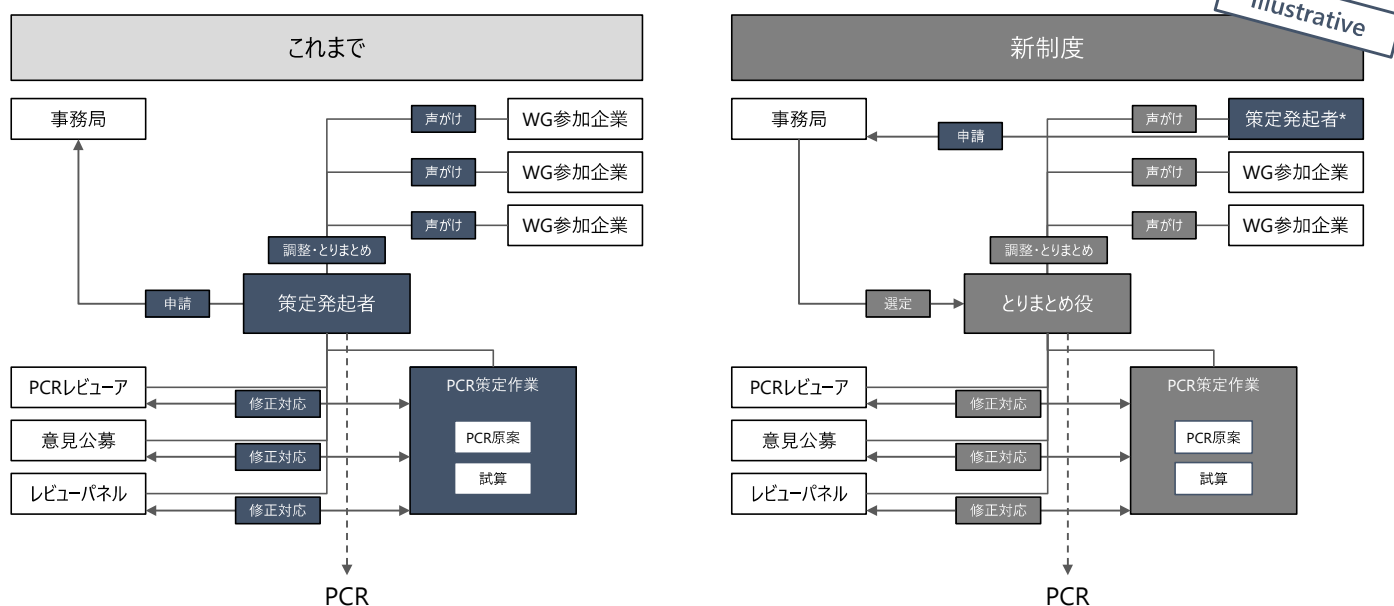 Illustrative
これまで
事務局
声がけ
WG参加企業
声がけ
WG参加企業
声がけ
WG参加企業
調整・とりまとめ
申請
策定発起者
PCRレビューア
修正対応
意見公募
修正対応
レビューパネル
修正対応
PCR策定作業
PCR原案
試算
PCR
新制度
事務局
申請
声がけ
策定発起者*
声がけ
WG参加企業
声がけ
WG参加企業
調整・とりまとめ
選定
とりまとめ役
PCRレビューア
修正対応
意見公募
修正対応
レビューパネル
修正対応
PCR策定作業
PCR原案
試算
PCR